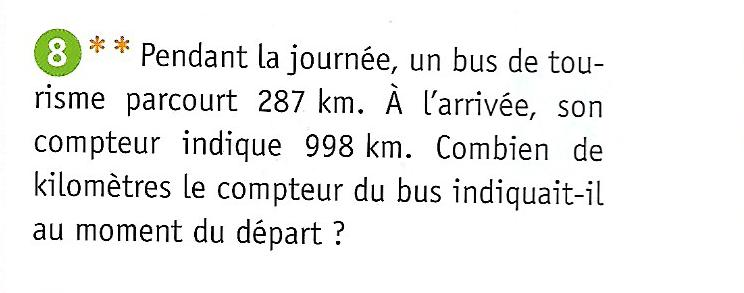 8 ** Pendant la journée, un bus de tou-
risme parcourt 287 km. À l'arrivée, son
compteur indique 998 km. Combien de
kilomètres le compteur du bus indiquait-il
au moment du départ ?